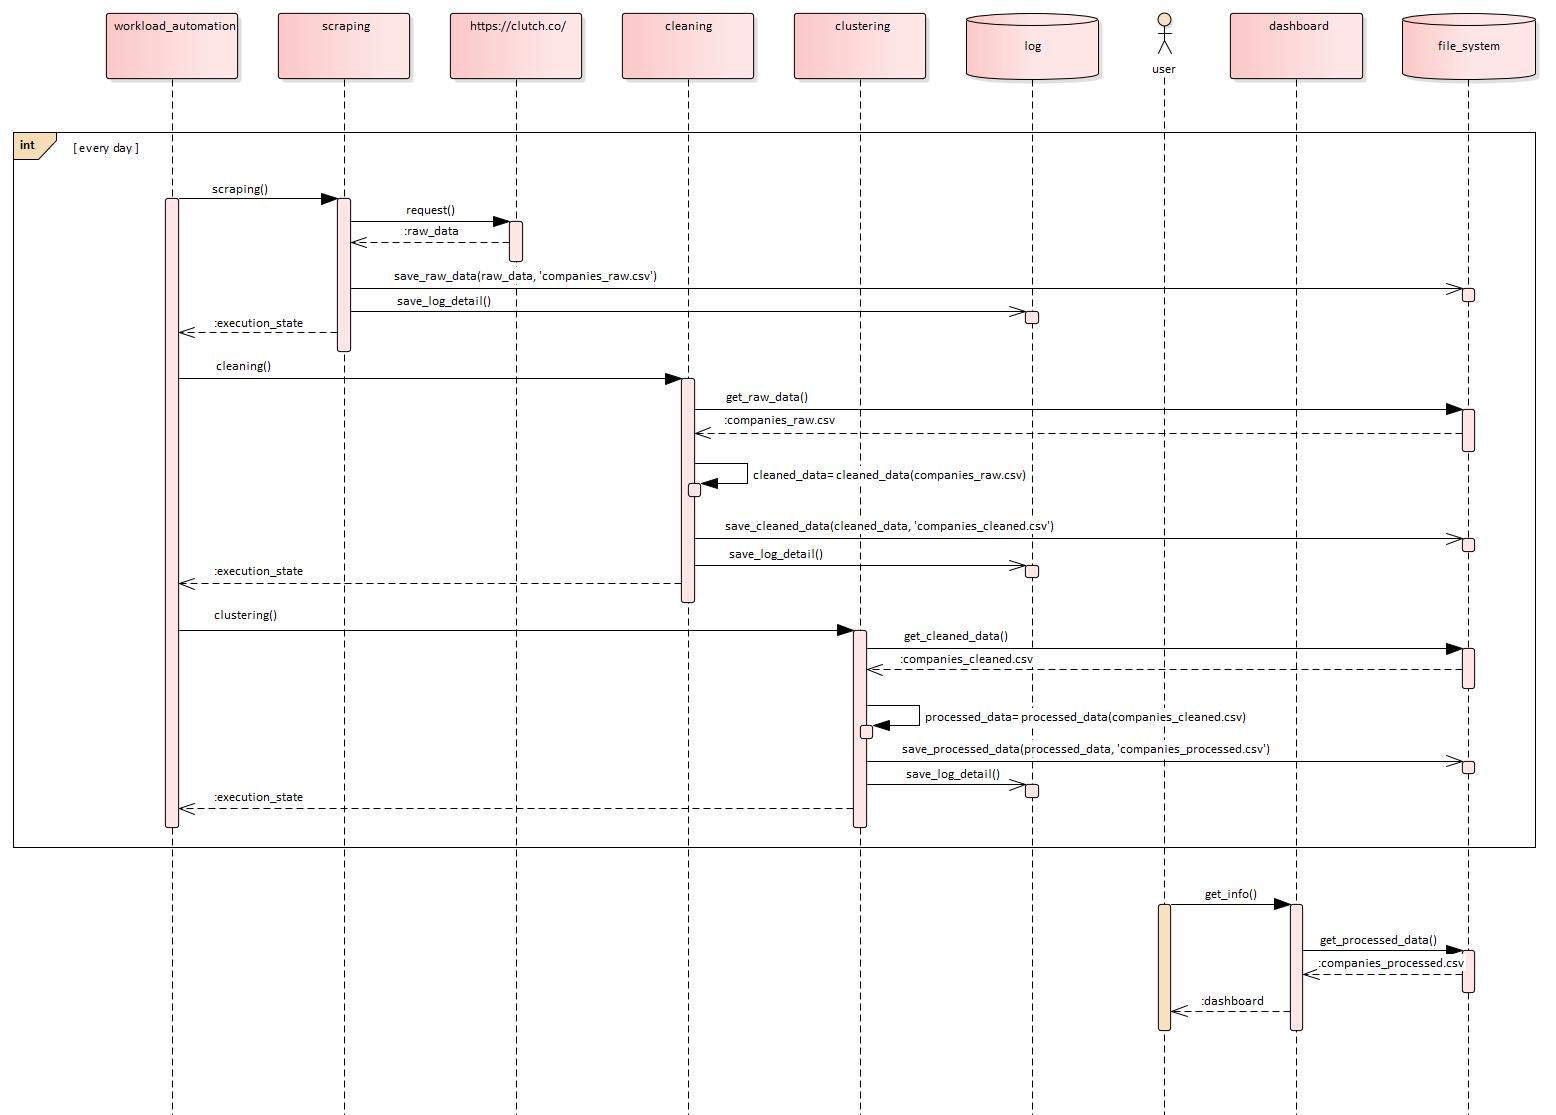 workload_automation
scraping
https://clutch.co/
cleaning
clustering
log
user
dashboard
file_system
int
[every day]
scraping()
request()
:raw_data
save_raw_data(raw_data, 'companies_raw.csv')
save_log_detail()
:execution_state
cleaning()
get_raw_data()
:companies_raw.csv
cleaned_data= cleaned_data(companies_raw.csv)
save_cleaned_data(cleaned_data, 'companies_cleaned.csv')
save_log_detail()
:execution_state
clustering()
get_cleaned_data()
:companies_cleaned.csv
processed_data= processed_data(companies_cleaned.csv)
save_processed_data(processed_data, 'companies_processed.csv')
save_log_detail()
:execution_state
get_info()
get_processed_data()
:companies_processed.csv
:dashboard